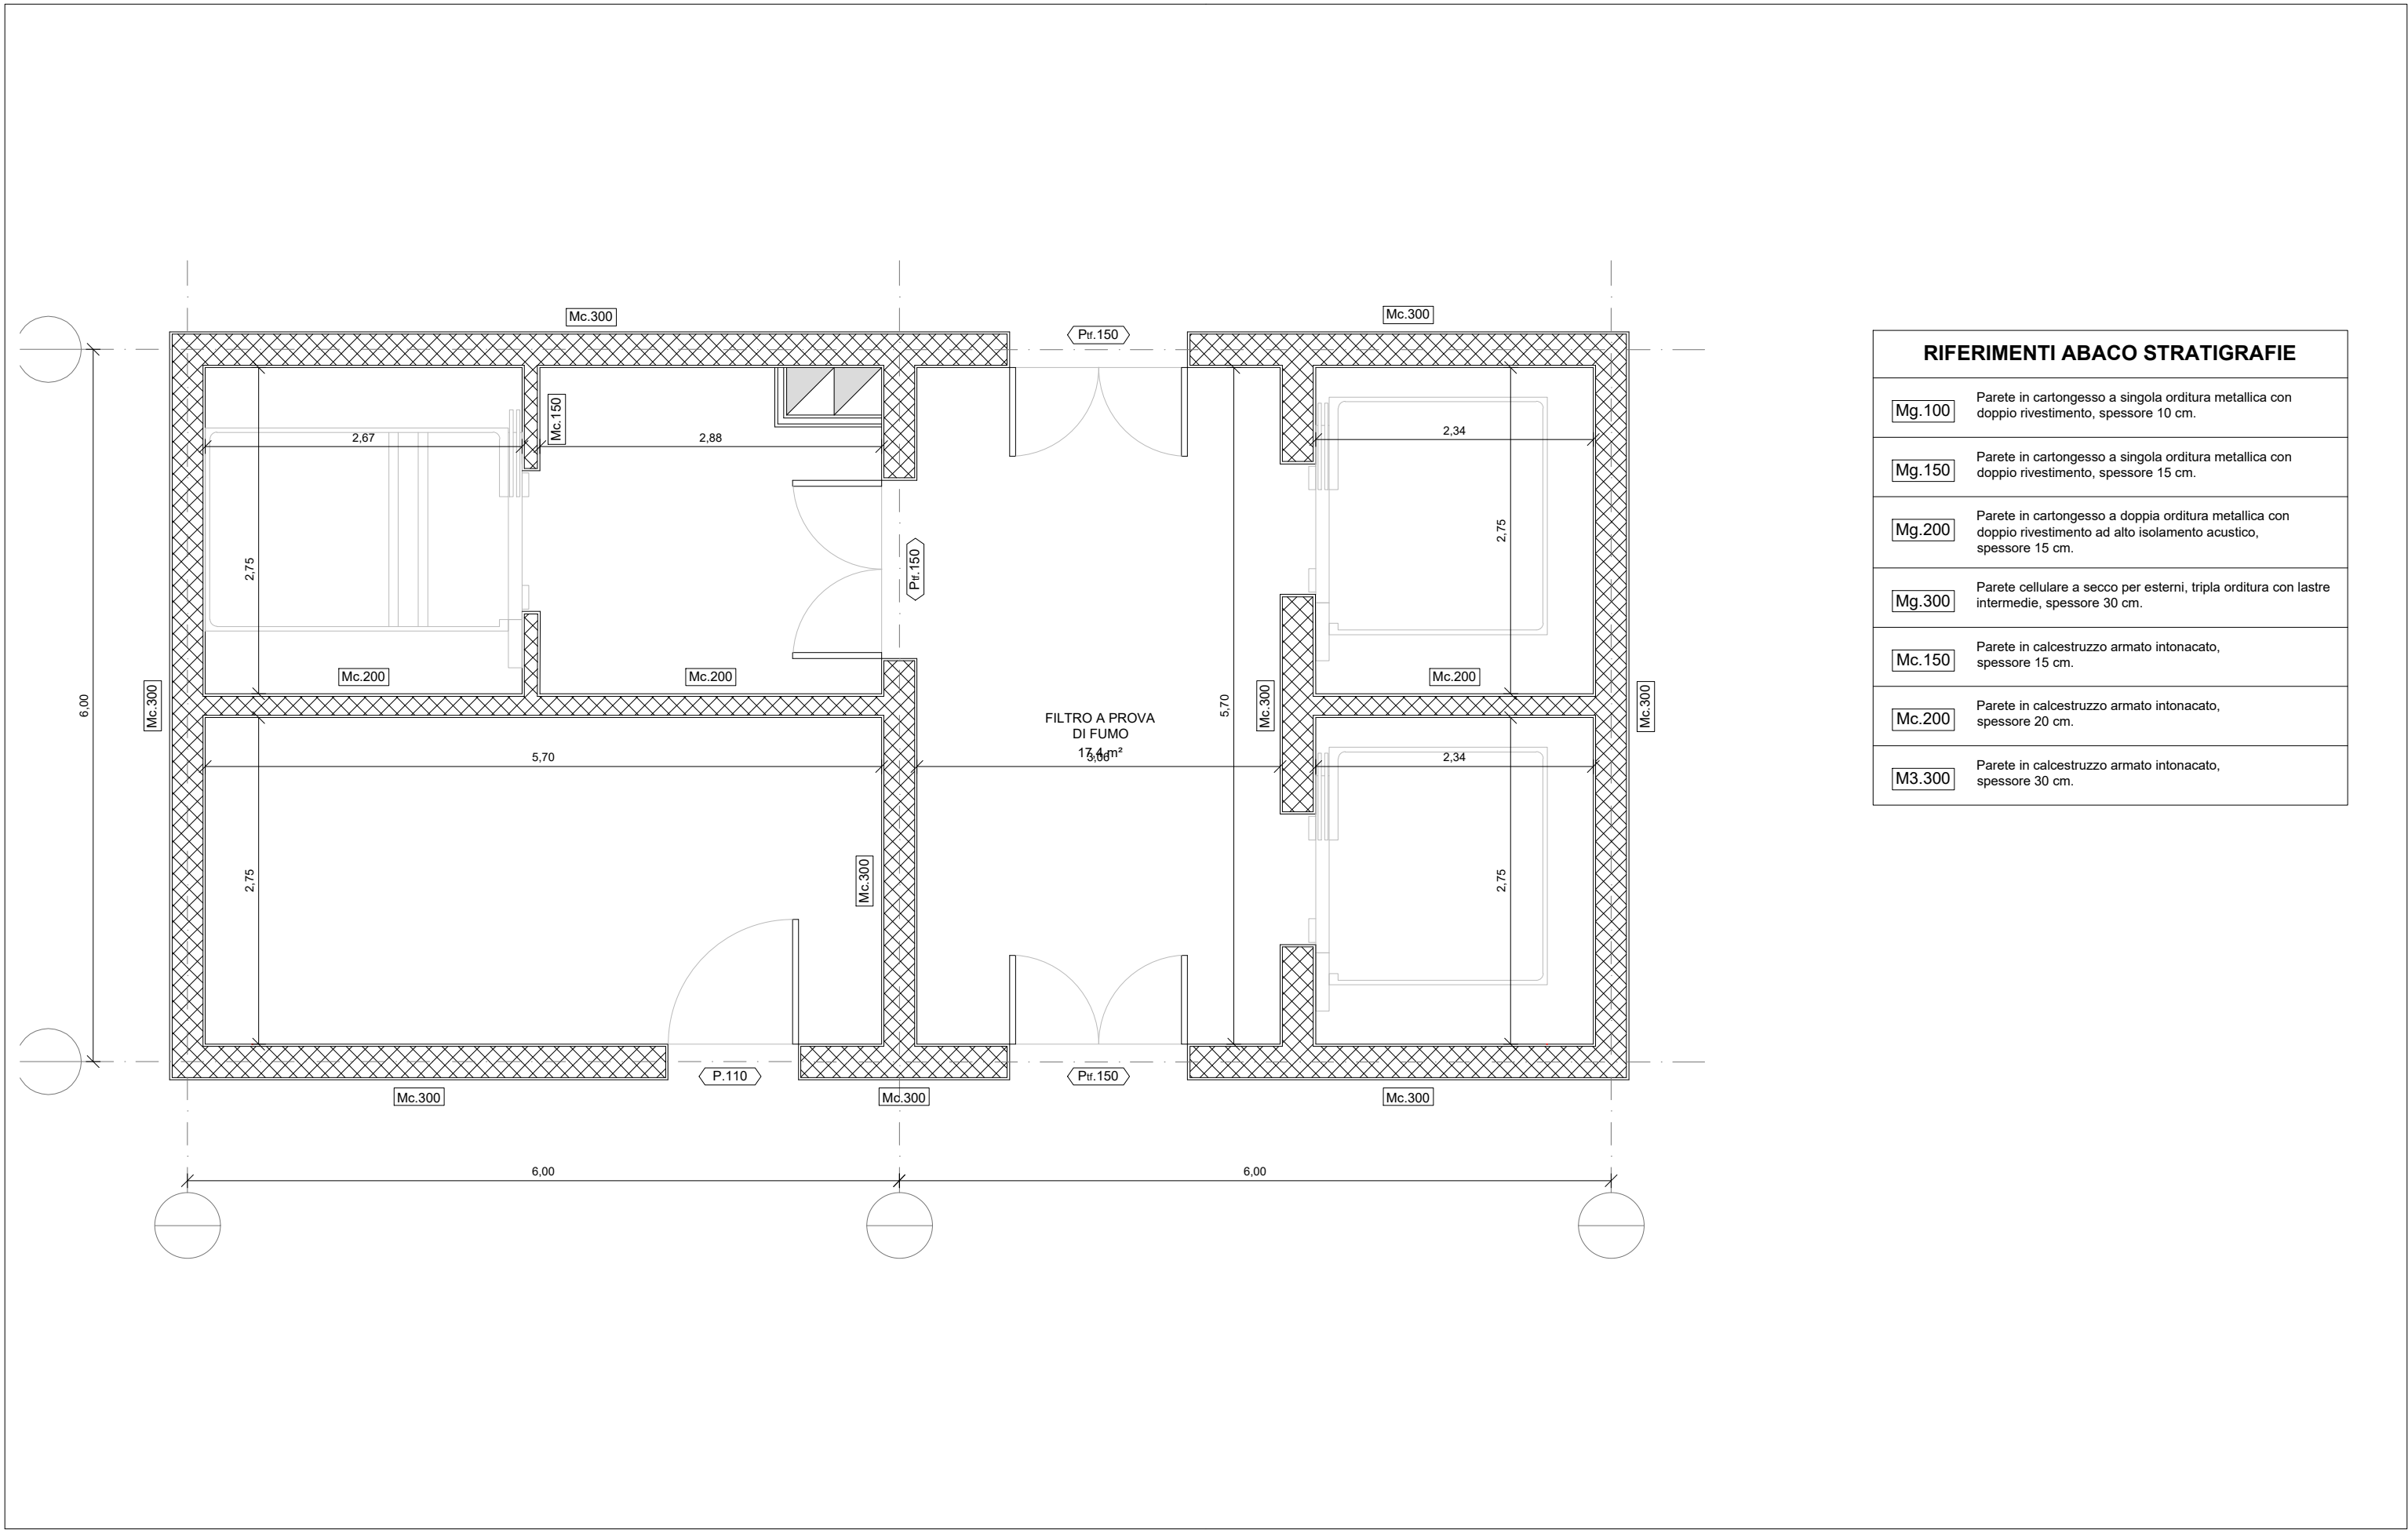 Mc.300
Mc.300
Ptf.150
Mc.150
2,67
2,88
2,34
2,75
Ptf.150
2,75
Mc.200
Mc.200
Mc.200
6,00
Mc.300
5,70
Mc.300
Mc.300
FILTRO A PROVA
DI FUMO
17,4 m²
5,70
3,06
2,34
2,75
Mc.300
2,75
P.110
Ptf.150
Mc.300
Mc.300
Mc.300
6,00
6,00
RIFERIMENTI ABACO STRATIGRAFIE
Mg.100
Parete in cartongesso a singola orditura metallica con
doppio rivestimento, spessore 10 cm.
Mg.150
Parete in cartongesso a singola orditura metallica con
doppio rivestimento, spessore 15 cm.
Mg.200
Parete in cartongesso a doppia orditura metallica con
doppio rivestimento ad alto isolamento acustico,
spessore 15 cm.
Mg.300
Parete cellulare a secco per esterni, tripla orditura con lastre
intermedie, spessore 30 cm.
Mc.150
Parete in calcestruzzo armato intonacato,
spessore 15 cm.
Mc.200
Parete in calcestruzzo armato intonacato,
spessore 20 cm.
M3.300
Parete in calcestruzzo armato intonacato,
spessore 30 cm.